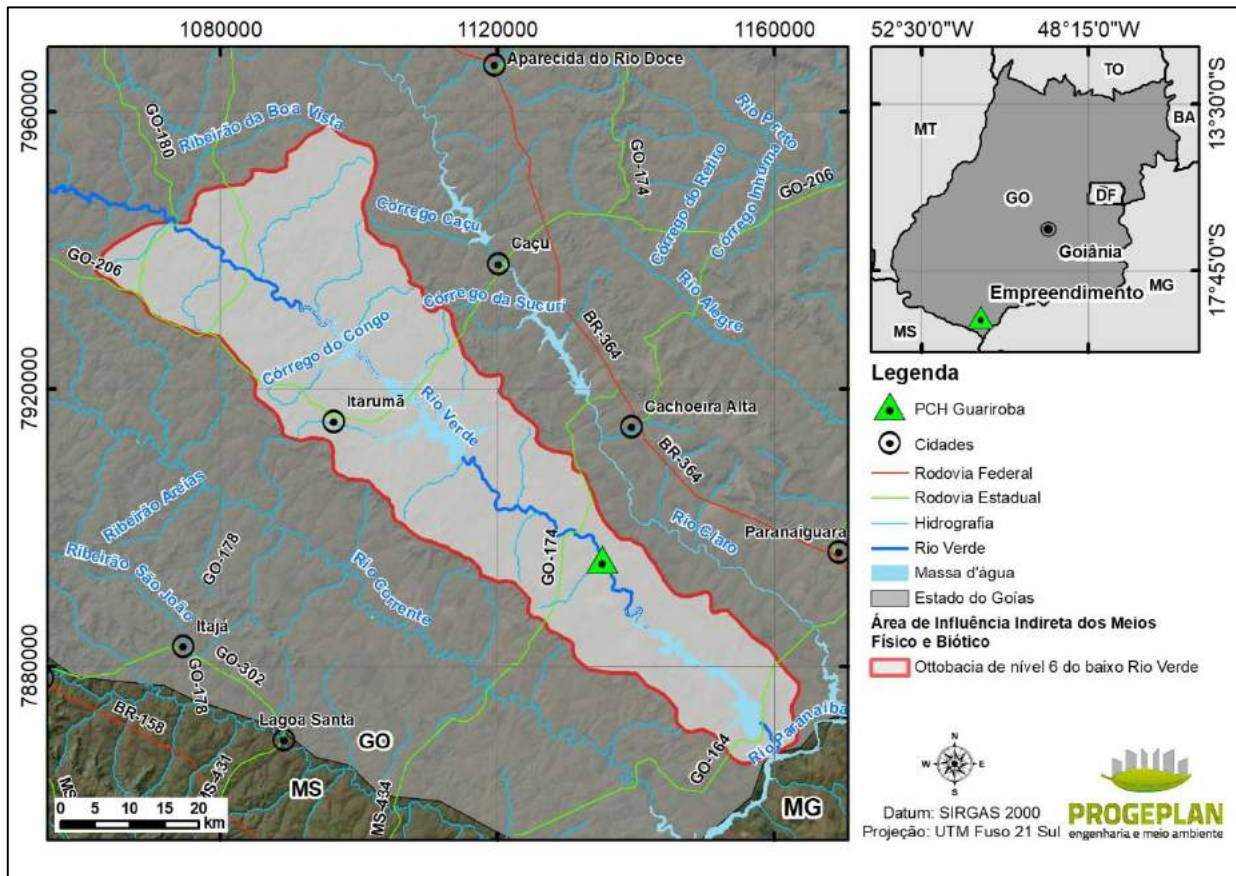 1080000
1120000
1160000
7960000
7920000
7880000
Aparecida do Rio Doce
GO-180
Ribeirão da Boa Vista
Rio Preto
GO-174
Córrego do Retiro
Córrego Inhuma
GO-206
Córrego Caçu
Caçu
GO-206
Córrego da Sucuri
Rio Alegre
BR-364
Córrego do Congo
Itarumã
Rio Verde
Cachoeira Alta
BR-364
Ribeirão Areias
GO-178
Rio Claro
Paranaiguara
GO-174
Ribeirão São João
Rio Corrente
Itajá
GO-302
GO-178
BR-158
Lagoa Santa
GO
GO-164
Rio Paranaíba
MS-431
MS
MS-434
MG
0 5 10 15 20
km
52°30'0"W
48°15'0"W
13°30'0"S
17°45'0"S
TO
MT
BA
GO
DF
Goiânia
MG
Empreendimento
MS
Legenda
PCH Guariroba
Cidades
Rodovia Federal
Rodovia Estadual
Hidrografia
Rio Verde
Massa d'água
Estado do Goías
Área de Influência Indireta dos Meios
Físico e Biótico
Ottobacia de nível 6 do baixo Rio Verde
N
W E
S
Datum: SIRGAS 2000
Projeção: UTM Fuso 21 Sul
PROGEPLAN
engenharia e meio ambiente